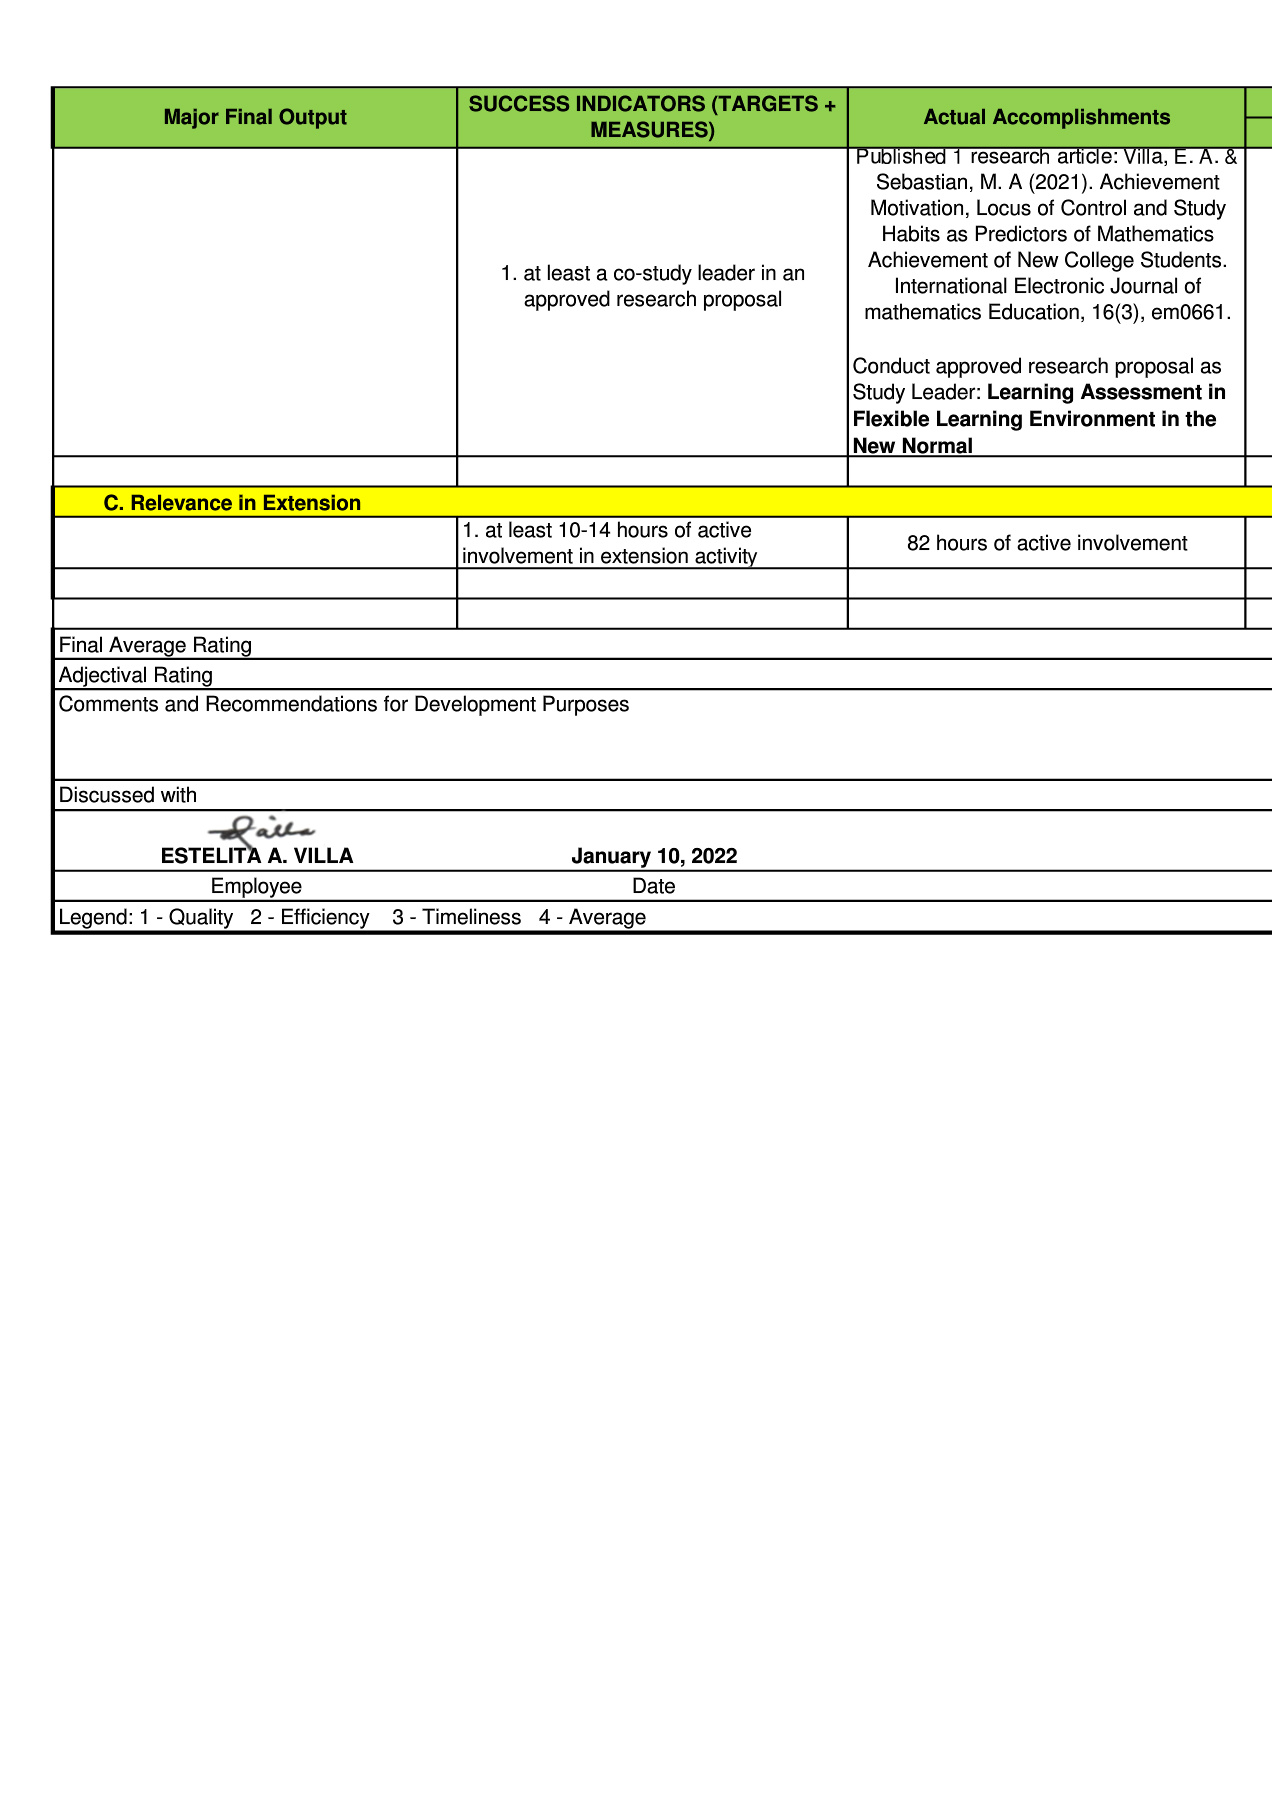 Major Final Output
SUCCESS INDICATORS (TARGETS +
MEASURES)
Actual Accomplishments
1. at least a co-study leader in an
approved research proposal
Published 1 research article: Villa, E. A. &
Sebastian, M. A (2021). Achievement
Motivation, Locus of Control and Study
Habits as Predictors of Mathematics
Achievement of New College Students.
International Electronic Journal of
mathematics Education, 16(3), em0661.
Conduct approved research proposal as
Study Leader: Learning Assessment in
Flexible Learning Environment in the
New Normal
C. Relevance in Extension
1. at least 10-14 hours of active
involvement in extension activity
82 hours of active involvement
Final Average Rating
Adjectival Rating
Comments and Recommendations for Development Purposes
Discussed with
Villa
ESTELITA A. VILLA
January 10, 2022
Employee
Date
Legend: 1 - Quality 2 - Efficiency 3 - Timeliness 4 - Average